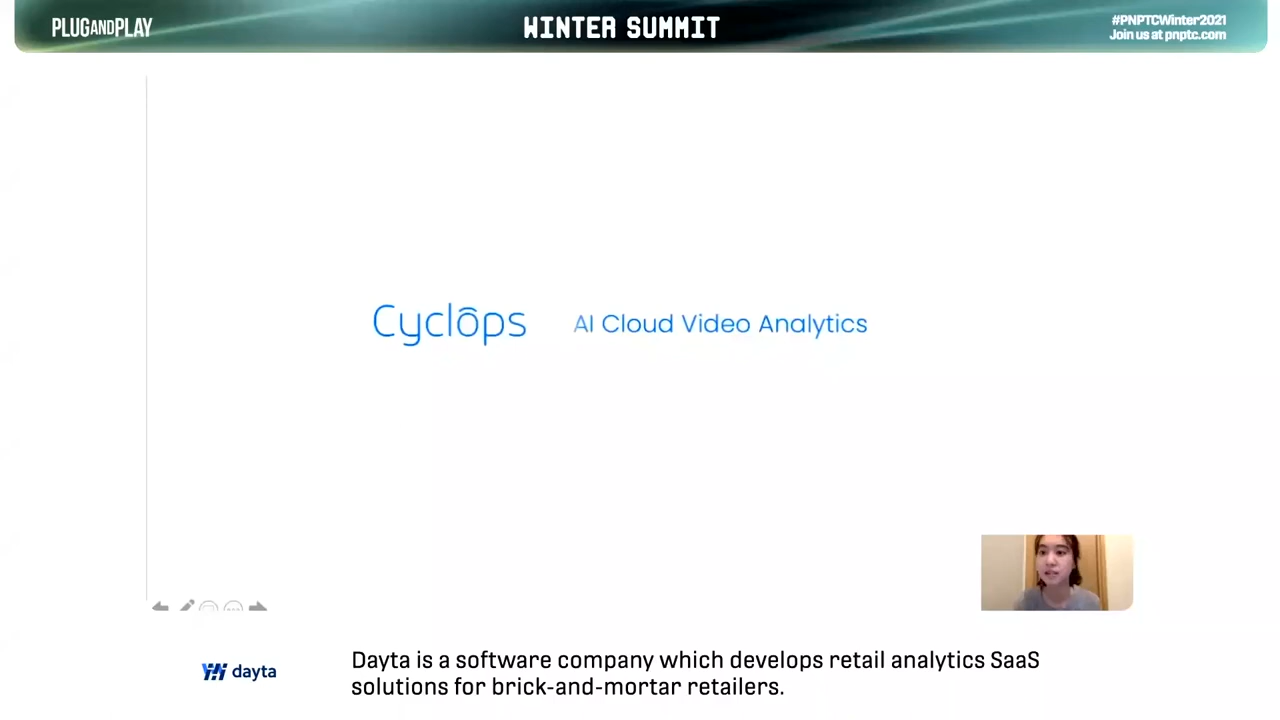 PLUGANDPLAY
WINTER SUMMIT
#PNPTCWinter2021
Join us at pnptc.com
Cyclōps
AI Cloud Video Analytics
dayta
Dayta is a software company which develops retail analytics SaaS
solutions for brick-and-mortar retailers.